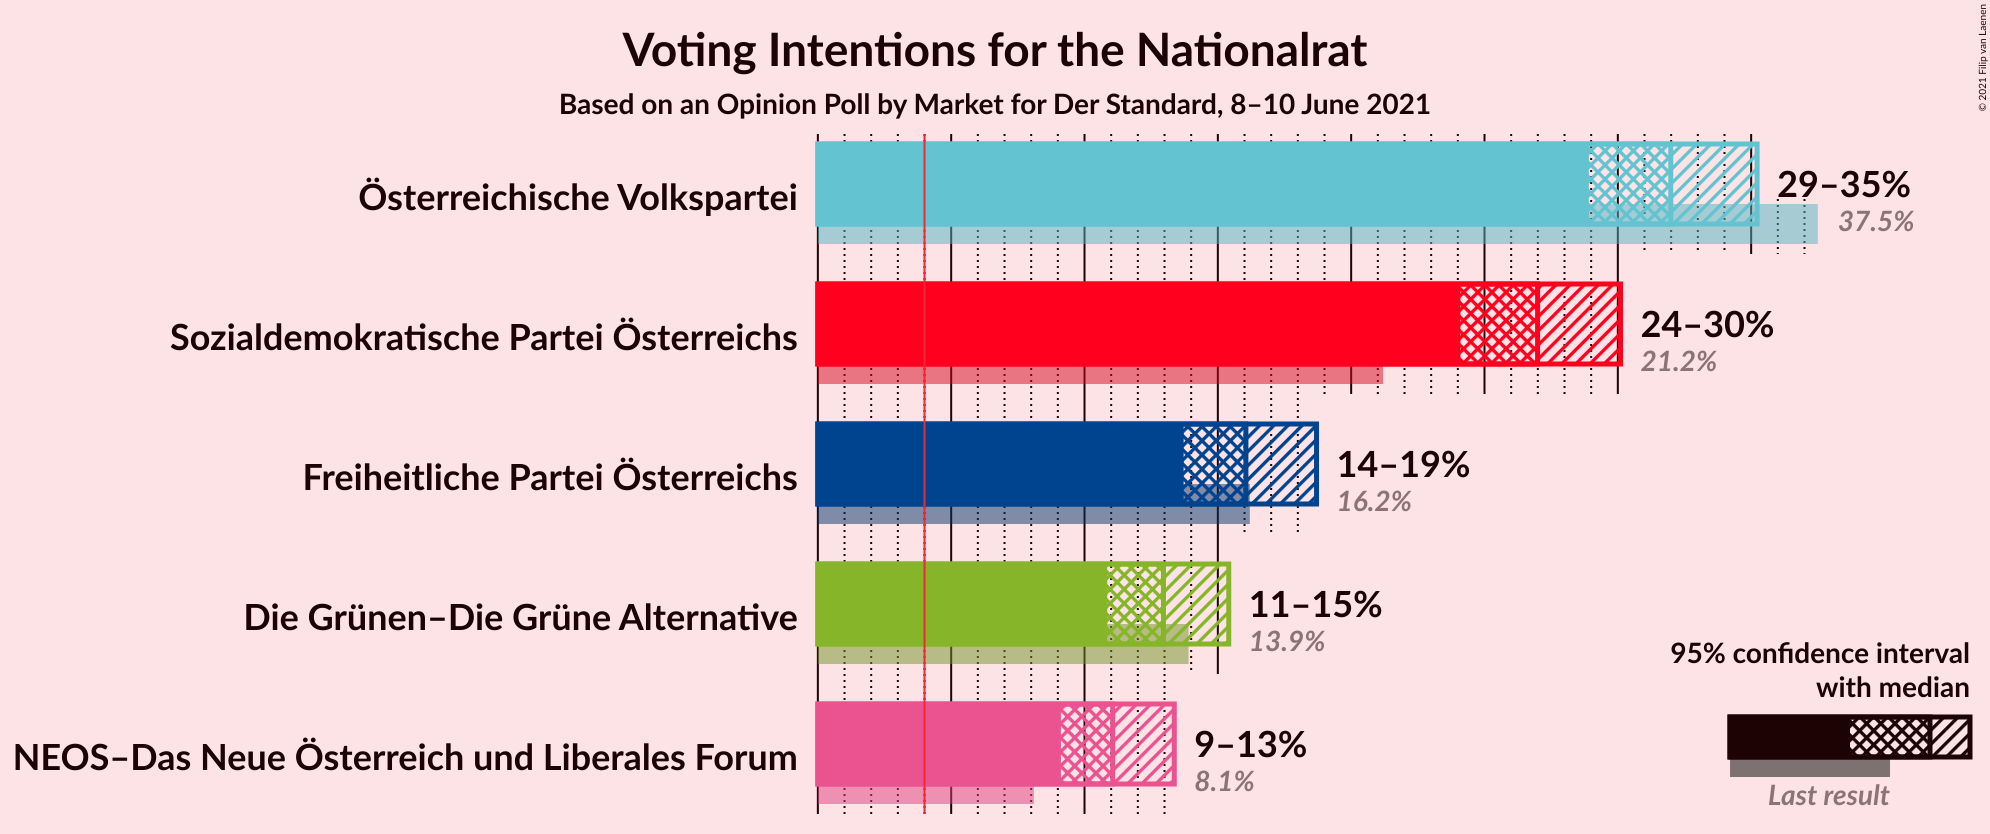 Voting Intentions for the Nationalrat
Based on an Opinion Poll by Market for Der Standard, 8–10 June 2021
© 2021 Filip van Laenen
Österreichische Volkspartei
29–35%
37.5%
Sozialdemokratische Partei Österreichs
24–30%
21.2%
Freiheitliche Partei Österreichs
14–19%
16.2%
Die Grünen–Die Grüne Alternative
11–15%
13.9%
NEOS–Das Neue Österreich und Liberales Forum
9–13%
8.1%
95% confidence interval
with median
Last result